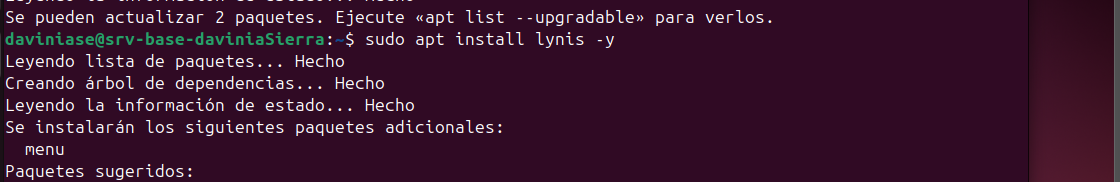 Se pueden actualizar 2 paquetes. Ejecute «apt list --upgradable» para verlos.
daviniase@srv-base-daviniaSierra:~$ sudo apt install lynis -y
Leyendo lista de paquetes... Hecho
Creando árbol de dependencias... Hecho
Leyendo la información de estado... Hecho
Se instalarán los siguientes paquetes adicionales:
  menu
Paquetes sugeridos: